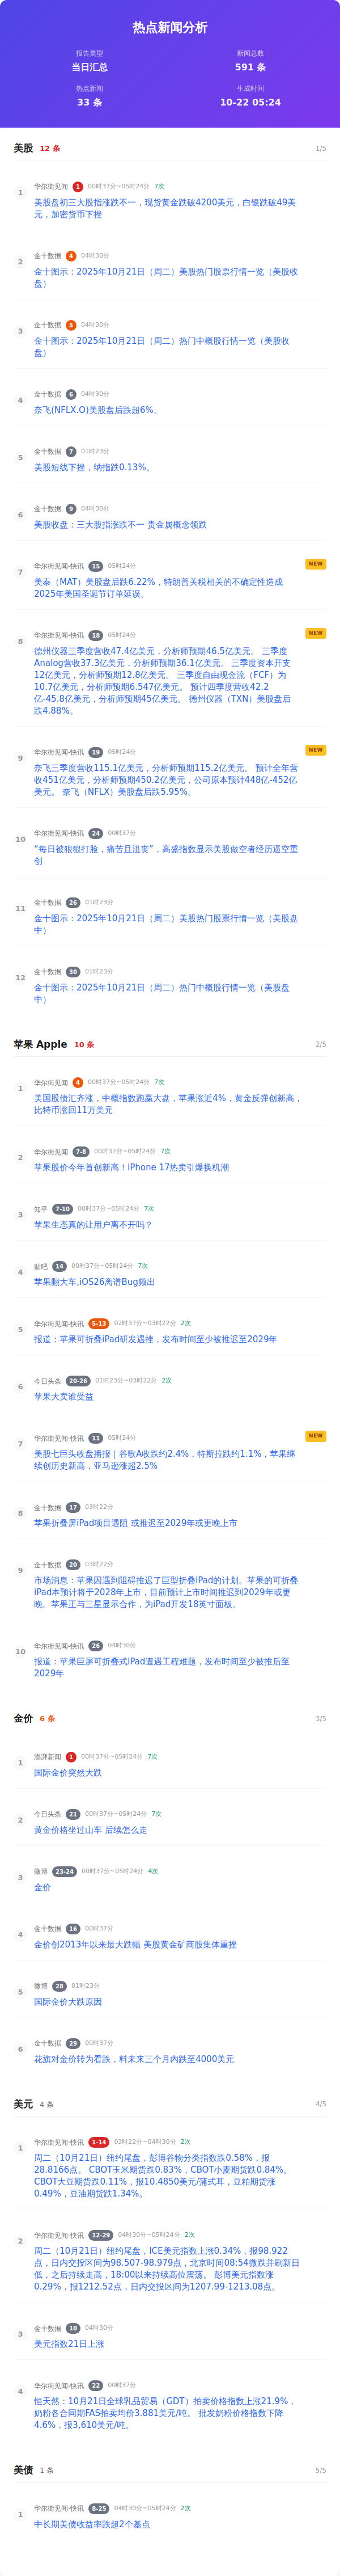 热点新闻分析
报告类型
当日汇总
新闻总数
591 条
热点新闻
33 条
生成时间
10-22 05:24
美股 12 条 1/5
1 华尔街见闻 1 00时37分~05时24分 7次
美股盘初三大股指涨跌不一，现货黄金跌破4200美元，白银跌破49美
元，加密货币下挫
2 金十数据 4 04时30分
金十图示：2025年10月21日（周二）美股热门股票行情一览（美股收
盘）
3 金十数据 5 04时30分
金十图示：2025年10月21日（周二）热门中概股行情一览（美股收
盘）
4 金十数据 6 04时30分
奈飞(NFLX.O)美股盘后跌超6%。
5 金十数据 7 01时23分
美股短线下挫，纳指跌0.13%。
6 金十数据 9 04时30分
美股收盘：三大股指涨跌不一 贵金属概念领跌
7 华尔街见闻-快讯 15 05时24分 NEW
美泰（MAT）美股盘后跌6.22%，特朗普关税相关的不确定性造成
2025年美国圣诞节订单延误。
8 华尔街见闻-快讯 18 05时24分 NEW
德州仪器三季度营收47.4亿美元，分析师预期46.5亿美元。 三季度
Analog营收37.3亿美元，分析师预期36.1亿美元。 三季度资本开支
12亿美元，分析师预期12.8亿美元。 三季度自由现金流（FCF）为
10.7亿美元，分析师预期6.547亿美元。 预计四季度营收42.2
亿-45.8亿美元，分析师预期45亿美元。 德州仪器（TXN）美股盘后
跌4.88%。
9 华尔街见闻-快讯 19 05时24分 NEW
奈飞三季度营收115.1亿美元，分析师预期115.2亿美元。 预计全年营
收451亿美元，分析师预期450.2亿美元，公司原本预计448亿-452亿
美元。 奈飞（NFLX）美股盘后跌5.95%。
10 华尔街见闻-快讯 24 00时37分
“每日被狠狠打脸，痛苦且沮丧”，高盛指数显示美股做空者经历逼空重
创
11 金十数据 26 01时23分
金十图示：2025年10月21日（周二）美股热门股票行情一览（美股盘
中）
12 金十数据 30 01时23分
金十图示：2025年10月21日（周二）热门中概股行情一览（美股盘
中）
苹果 Apple 10 条 2/5
1 华尔街见闻 4 00时37分~05时24分 7次
美国股债汇齐涨，中概指数跑赢大盘，苹果涨近4%，黄金反弹创新高，
比特币涨回11万美元
2 华尔街见闻 7-8 00时37分~05时24分 7次
苹果股价今年首创新高！iPhone 17热卖引爆换机潮
3 知乎 7-10 00时37分~05时24分 7次
苹果生态真的让用户离不开吗？
4 贴吧 14 00时37分~05时24分 7次
苹果翻大车,iOS26离谱Bug频出
5 华尔街见闻-快讯 5-13 02时37分~03时22分 2次
报道：苹果可折叠iPad研发遇挫，发布时间至少被推迟至2029年
6 今日头条 20-26 01时23分~03时22分 2次
苹果大卖谁受益
7 华尔街见闻-快讯 11 05时24分 NEW
美股七巨头收盘播报｜谷歌A收跌约2.4%，特斯拉跌约1.1%，苹果继
续创历史新高，亚马逊涨超2.5%
8 金十数据 17 03时22分
苹果折叠屏iPad项目遇阻 或推迟至2029年或更晚上市
9 金十数据 20 03时22分
市场消息：苹果因遇到阻碍推迟了巨型折叠iPad的计划。苹果的可折叠
iPad本预计将于2028年上市，目前预计上市时间推迟到2029年或更
晚。苹果正与三星显示合作，为iPad开发18英寸面板。
10 华尔街见闻-快讯 26 04时30分
报道：苹果巨屏可折叠式iPad遭遇工程难题，发布时间至少被推后至
2029年
金价 6 条 3/5
1 澎湃新闻 1 00时37分~05时24分 7次
国际金价突然大跌
2 今日头条 21 00时37分~05时24分 7次
黄金价格坐过山车 后续怎么走
3 微博 23-24 00时37分~05时24分 4次
金价
4 金十数据 16 00时37分
金价创2013年以来最大跌幅 美股黄金矿商股集体重挫
5 微博 28 01时23分
国际金价大跌原因
6 金十数据 29 00时37分
花旗对金价转为看跌，料未来三个月内跌至4000美元
美元 4 条 4/5
1 华尔街见闻-快讯 1-14 03时22分~04时30分 2次
周二（10月21日）纽约尾盘，彭博谷物分类指数跌0.58%，报
28.8166点。 CBOT玉米期货跌0.83%，CBOT小麦期货跌0.84%。
CBOT大豆期货跌0.11%，报10.4850美元/蒲式耳，豆粕期货涨
0.49%，豆油期货跌1.34%。
2 华尔街见闻-快讯 12-29 04时30分~05时24分 2次
周二（10月21日）纽约尾盘，ICE美元指数上涨0.34%，报98.922
点，日内交投区间为98.507-98.979点，北京时间08:54微跌并刷新日
低，之后持续走高，18:00以来持续高位震荡。 彭博美元指数涨
0.29%，报1212.52点，日内交投区间为1207.99-1213.08点。
3 金十数据 10 04时30分
美元指数21日上涨
4 华尔街见闻-快讯 22 00时37分
恒天然：10月21日全球乳品贸易（GDT）拍卖价格指数上涨21.9%，
奶粉各合同期FAS拍卖均价3.881美元/吨。 批发奶粉价格指数下降
4.6%，报3,610美元/吨。
美债 1 条 5/5
1 华尔街见闻-快讯 8-25 04时30分~05时24分 2次
中长期美债收益率跌超2个基点